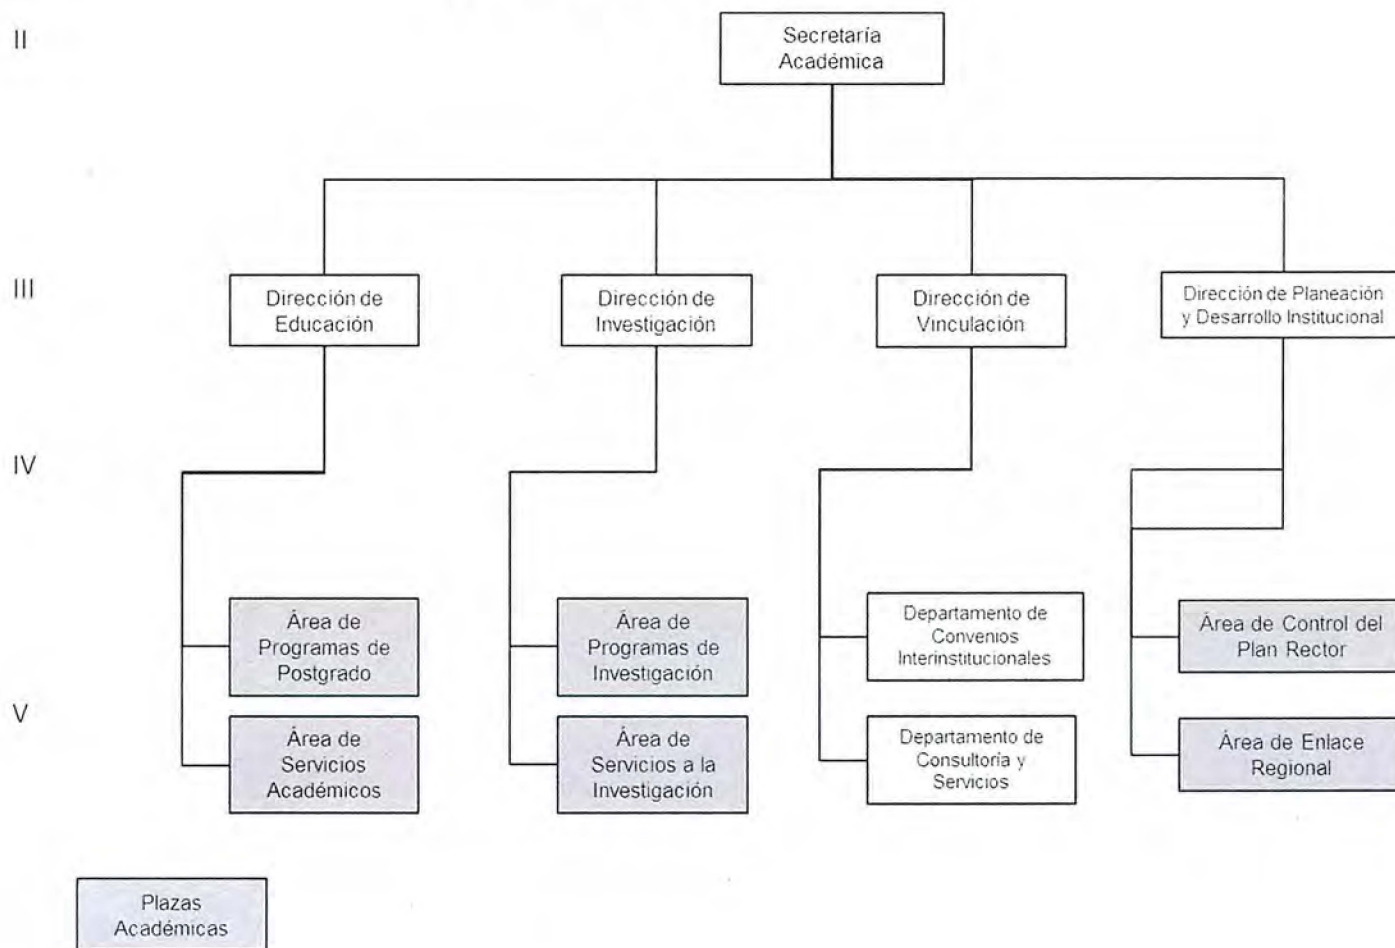 II
Secretaría
Académica
III
Dirección de
Educación
Dirección de
Investigación
Dirección de
Vinculación
Dirección de Planeación
y Desarrollo Institucional
IV
V
Área de
Programas de
Postgrado
Área de
Programas de
Investigación
Departamento de
Convenios
Interinstitucionales
Área de Control del
Plan Rector
Área de
Servicios
Académicos
Área de
Servicios a la
Investigación
Departamento de
Consultoría y
Servicios
Área de Enlace
Regional
Plazas
Académicas